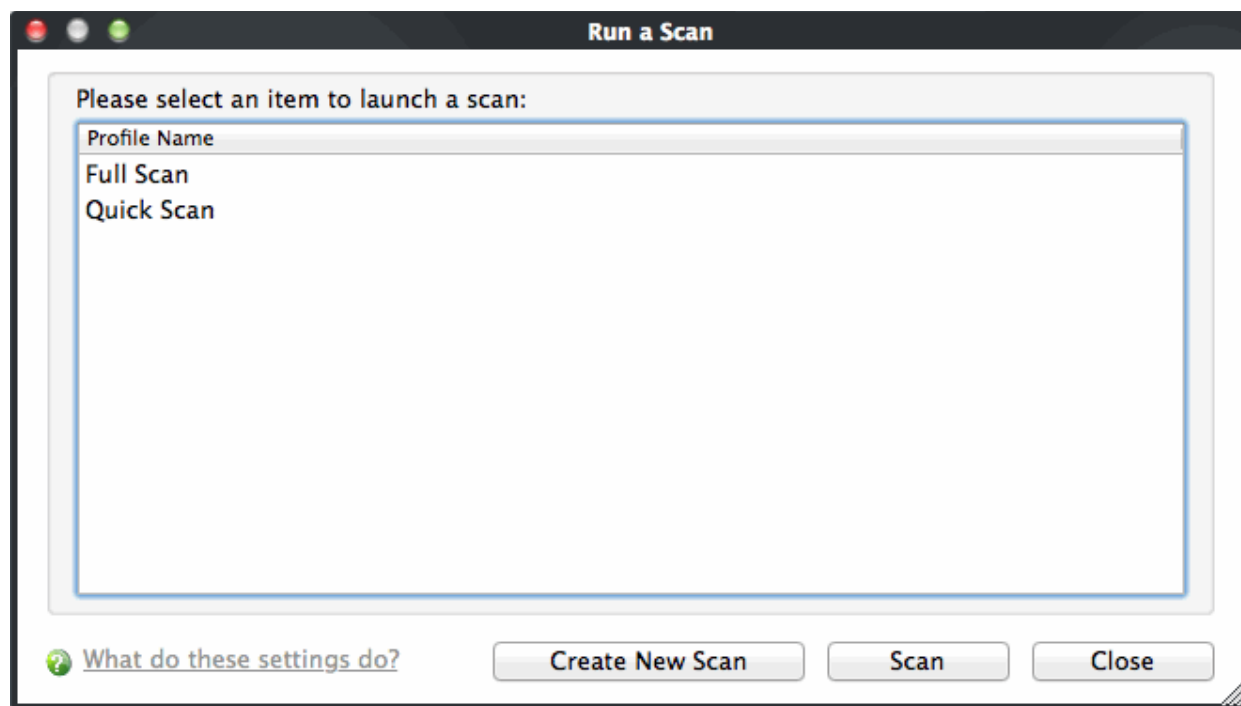 Run a Scan
Please select an item to launch a scan:
Profile Name
Full Scan
Quick Scan
What do these settings do?
Create New Scan
Scan
Close